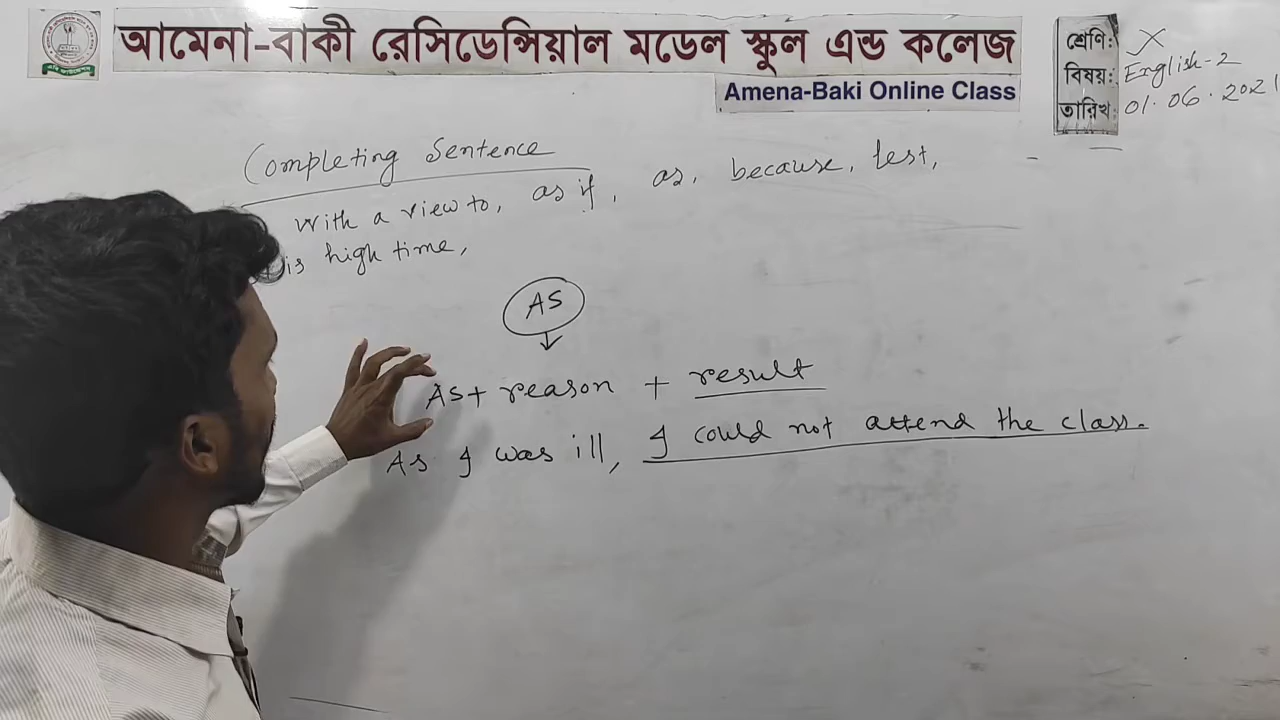 আমেনা-বাকী রেসিডেন্সিয়াল মডেল স্কুল এন্ড কলেজ
Amena-Baki Online Class
শ্রেণি: X
বিষয়: English-2
তারিখ: 01.06.2021
Completing Sentence
With a view to, as if, as, because, lest,
is high time,
AS
AS+ reason + result
As I was ill, I could not attend the class.